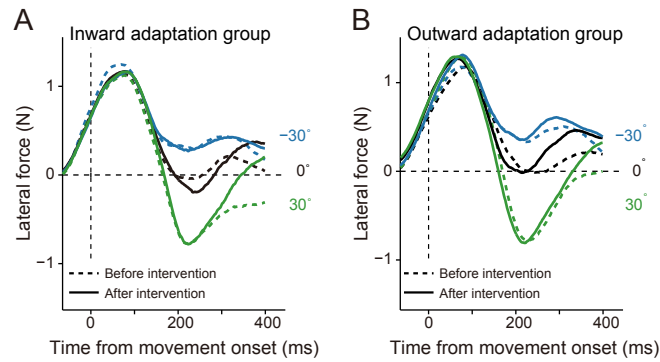 A
Inward adaptation group
Lateral force (N)
1
0
−1
−30°
0°
30°
Before intervention
After intervention
0
200
400
Time from movement onset (ms)
B
Outward adaptation group
Lateral force (N)
1
0
−1
−30°
0°
30°
Before intervention
After intervention
0
200
400
Time from movement onset (ms)